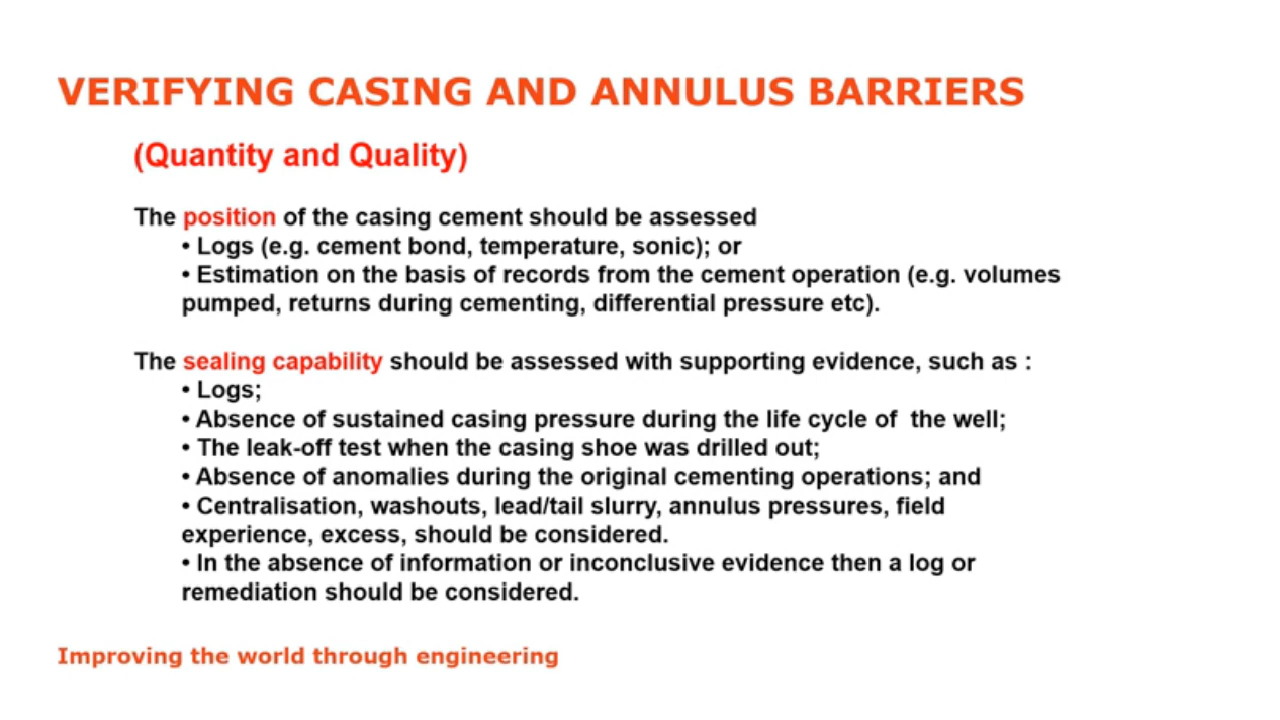 VERIFYING CASING AND ANNULUS BARRIERS
(Quantity and Quality)
The position of the casing cement should be assessed
• Logs (e.g. cement bond, temperature, sonic); or
• Estimation on the basis of records from the cement operation (e.g. volumes
pumped, returns during cementing, differential pressure etc).
The sealing capability should be assessed with supporting evidence, such as :
• Logs;
• Absence of sustained casing pressure during the life cycle of the well;
• The leak-off test when the casing shoe was drilled out;
• Absence of anomalies during the original cementing operations; and
• Centralisation, washouts, lead/tail slurry, annulus pressures, field
experience, excess, should be considered.
• In the absence of information or inconclusive evidence then a log or
remediation should be considered.
Improving the world through engineering